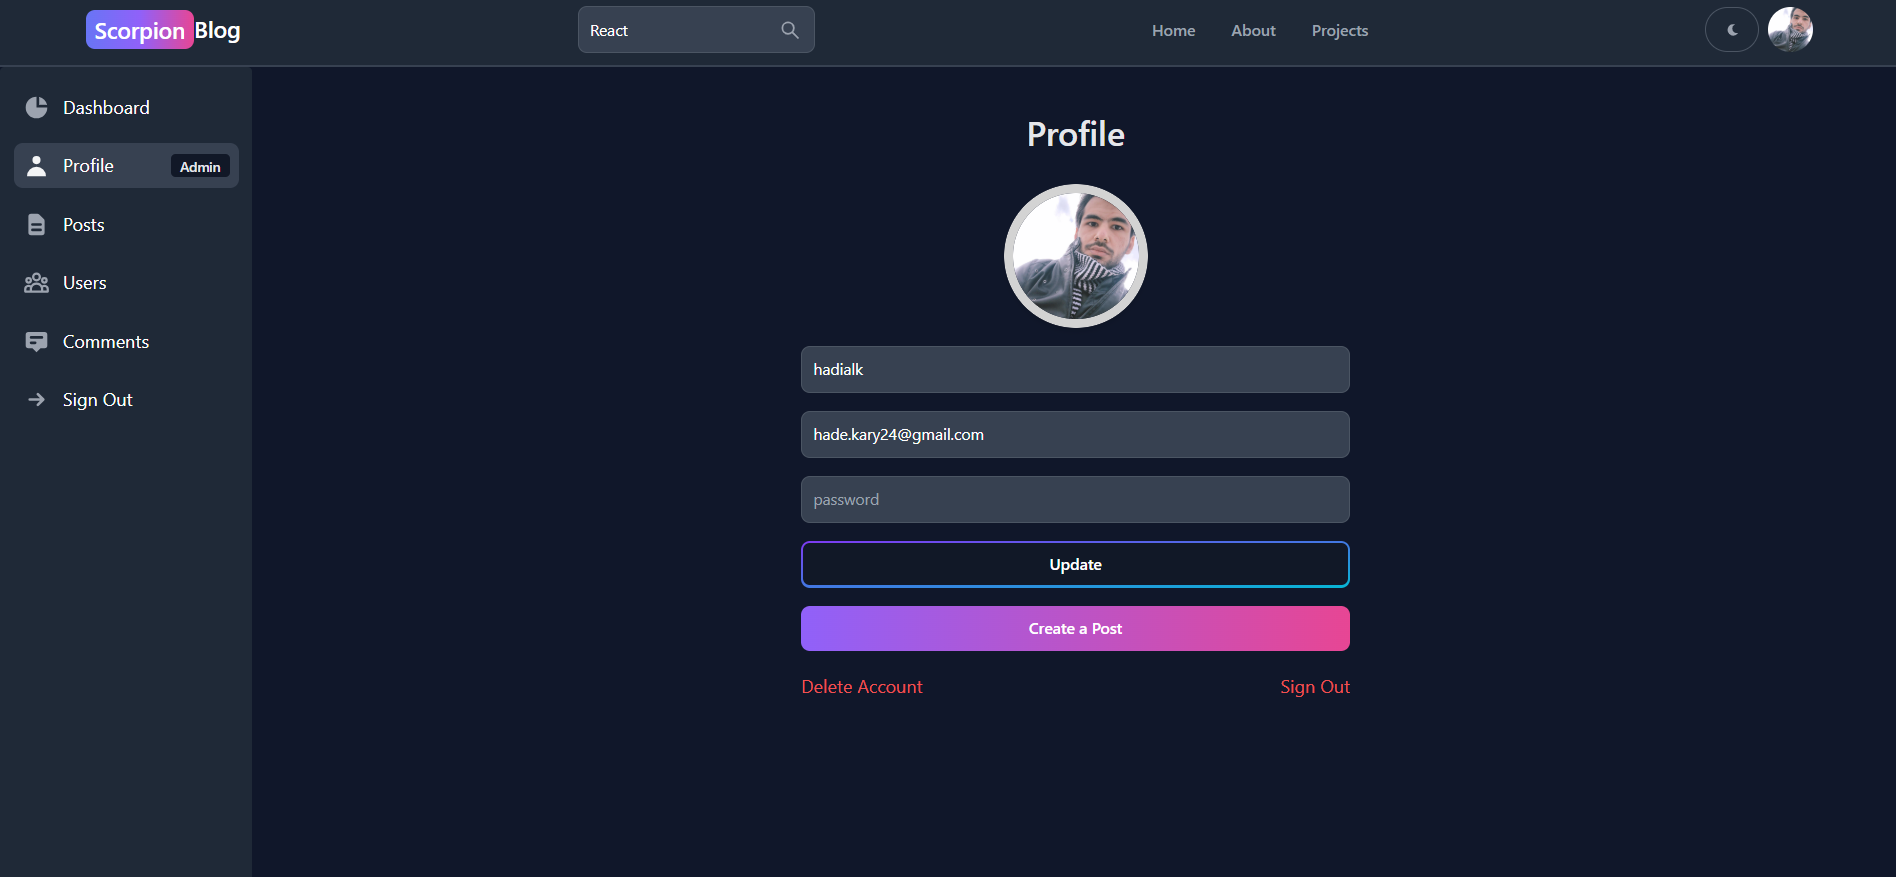 Scorpion Blog
React
Home About Projects
Dashboard
Profile Admin
Posts
Users
Comments
Sign Out
Profile
hadialk
hade.kary24@gmail.com
password
Update
Create a Post
Delete Account Sign Out